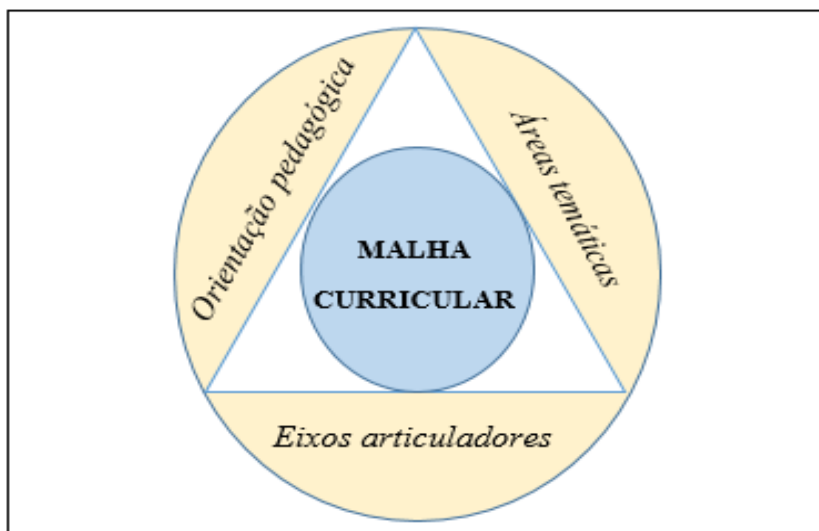 Orientação pedagógica
Áreas temáticas
MALHA
CURRICULAR
Eixos articuladores